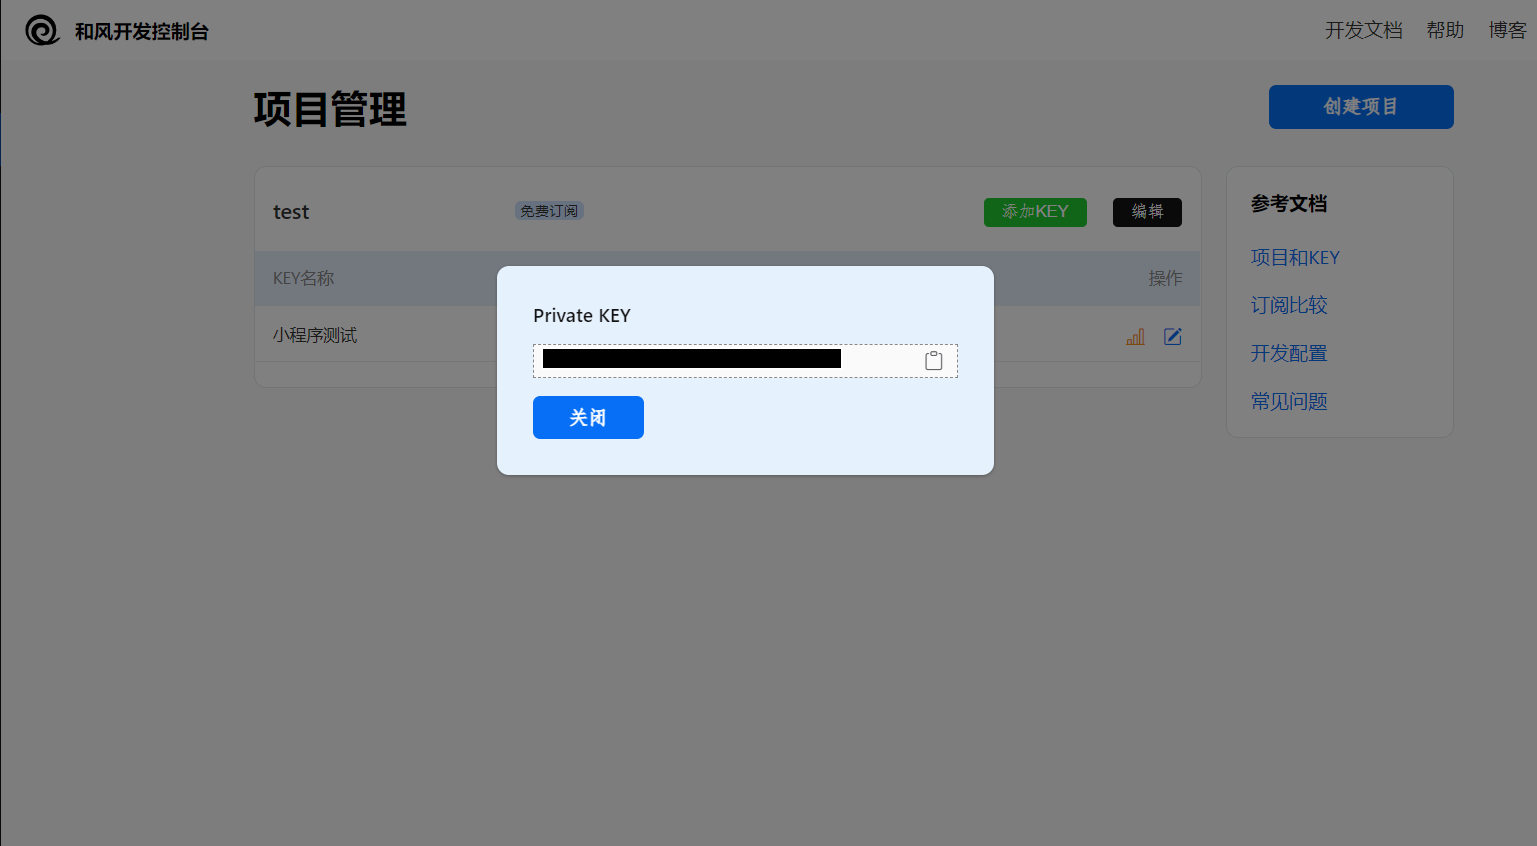 和风开发控制台
开发文档 帮助 博客
项目管理
创建项目
test 免费订阅 添加KEY 编辑
KEY名称 操作
小程序测试
Private KEY
关闭
参考文档
项目和KEY
订阅比较
开发配置
常见问题